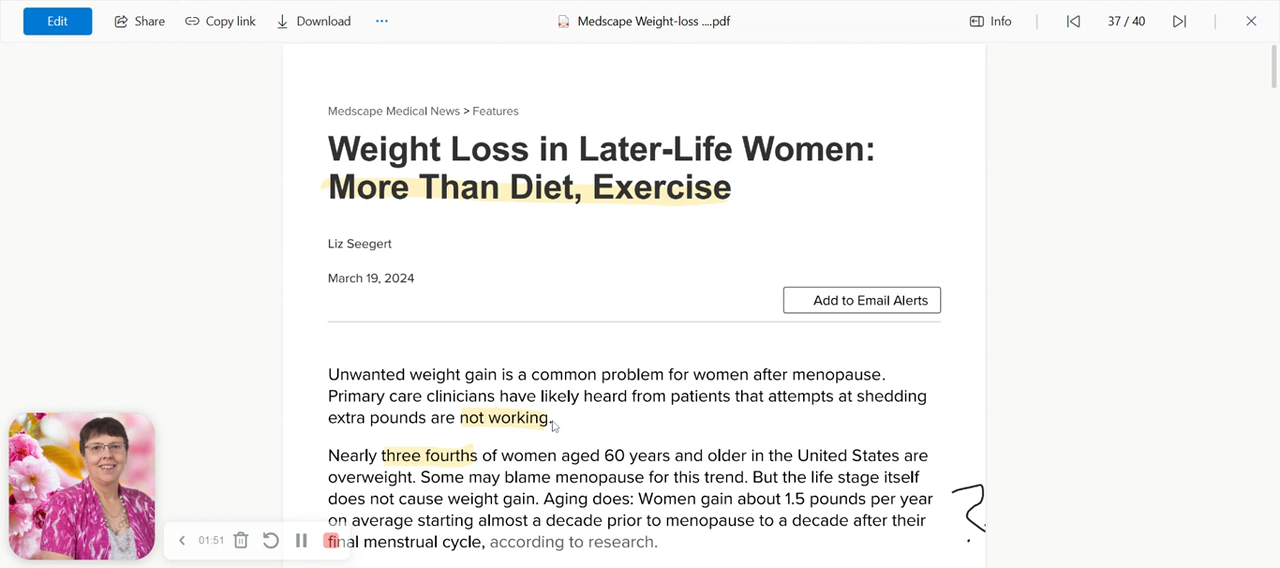 Edit Share Copy link Download ... Medscape Weight-loss ....pdf Info 37 / 40
Medscape Medical News > Features
Weight Loss in Later-Life Women:
More Than Diet, Exercise
Liz Seegert
March 19, 2024
Add to Email Alerts
Unwanted weight gain is a common problem for women after menopause.
Primary care clinicians have likely heard from patients that attempts at shedding
extra pounds are not working.
Nearly three fourths of women aged 60 years and older in the United States are
overweight. Some may blame menopause for this trend. But the life stage itself
does not cause weight gain. Aging does: Women gain about 1.5 pounds per year
on average starting almost a decade prior to menopause to a decade after their
final menstrual cycle, according to research.
01:51